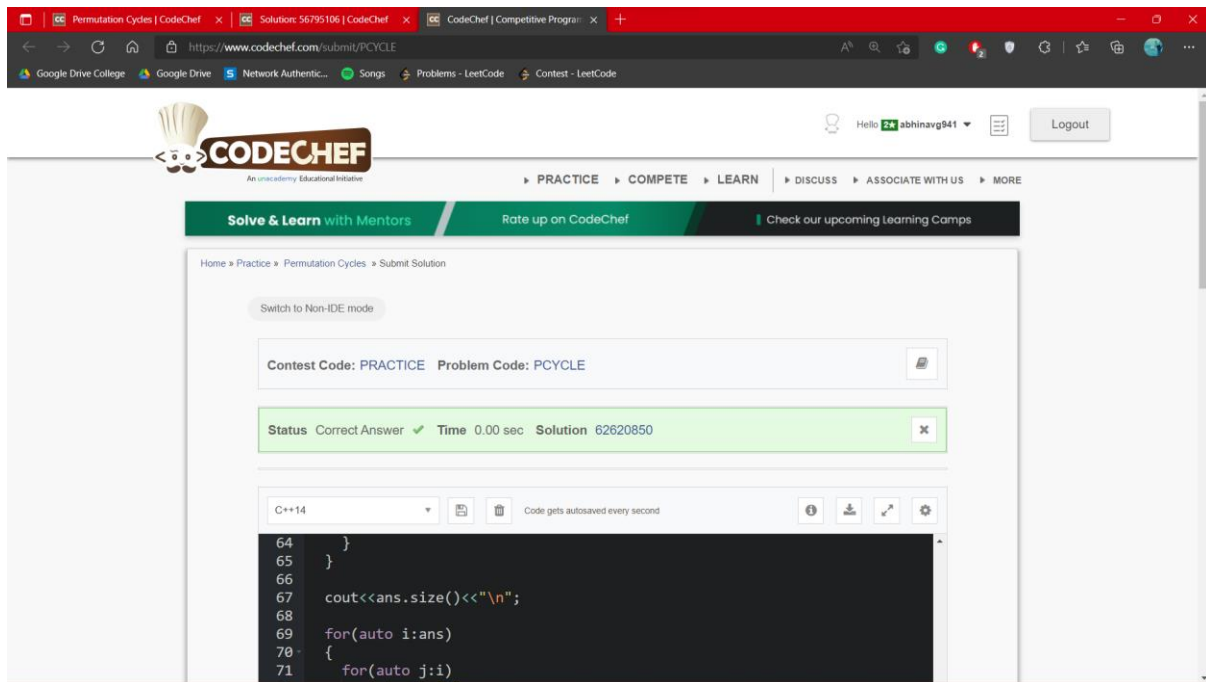 Permutation Cycles | CodeChef
Solution: 56795106 | CodeChef
CodeChef | Competitive Program
https://www.codechef.com/submit/PCYCLE
Google Drive College Google Drive Network Authentic... Songs Problems - LeetCode Contest - LeetCode
CODECHEF
An unacademy Educational Initiative
Hello 2★ abhinavg941
Logout
PRACTICE COMPETE LEARN DISCUSS ASSOCIATE WITH US MORE
Solve & Learn with Mentors Rate up on CodeChef Check our upcoming Learning Camps
Home » Practice » Permutation Cycles » Submit Solution
Switch to Non-IDE mode
Contest Code: PRACTICE Problem Code: PCYCLE
Status Correct Answer ✔ Time 0.00 sec Solution 62620850
C++14 Code gets autosaved every second
64 }
65 }
66
67 cout<<ans.size()<<"\n";
68
69 for(auto i:ans)
70 {
71 for(auto j:i)